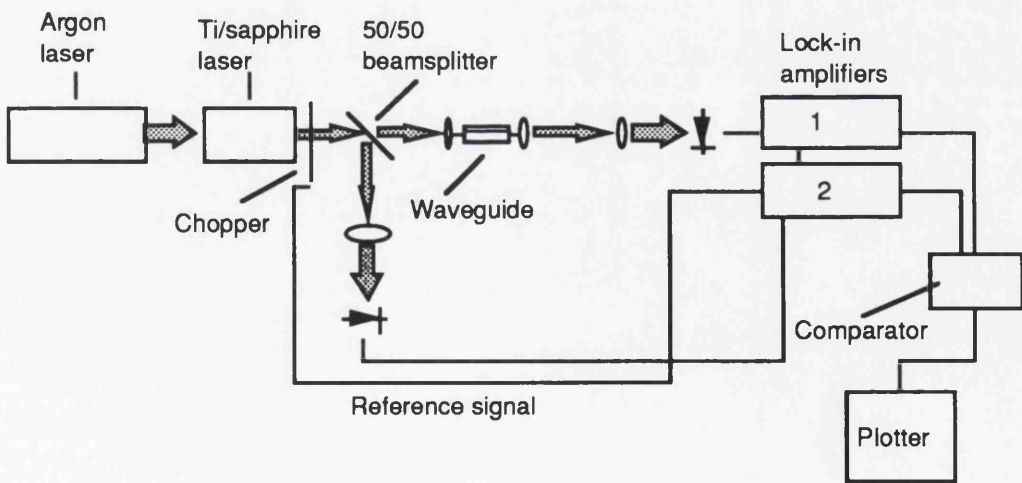 Argon
laser
Ti/sapphire
laser
50/50
beamsplitter
Lock-in
amplifiers
1
2
Chopper
Waveguide
Comparator
Reference signal
Plotter